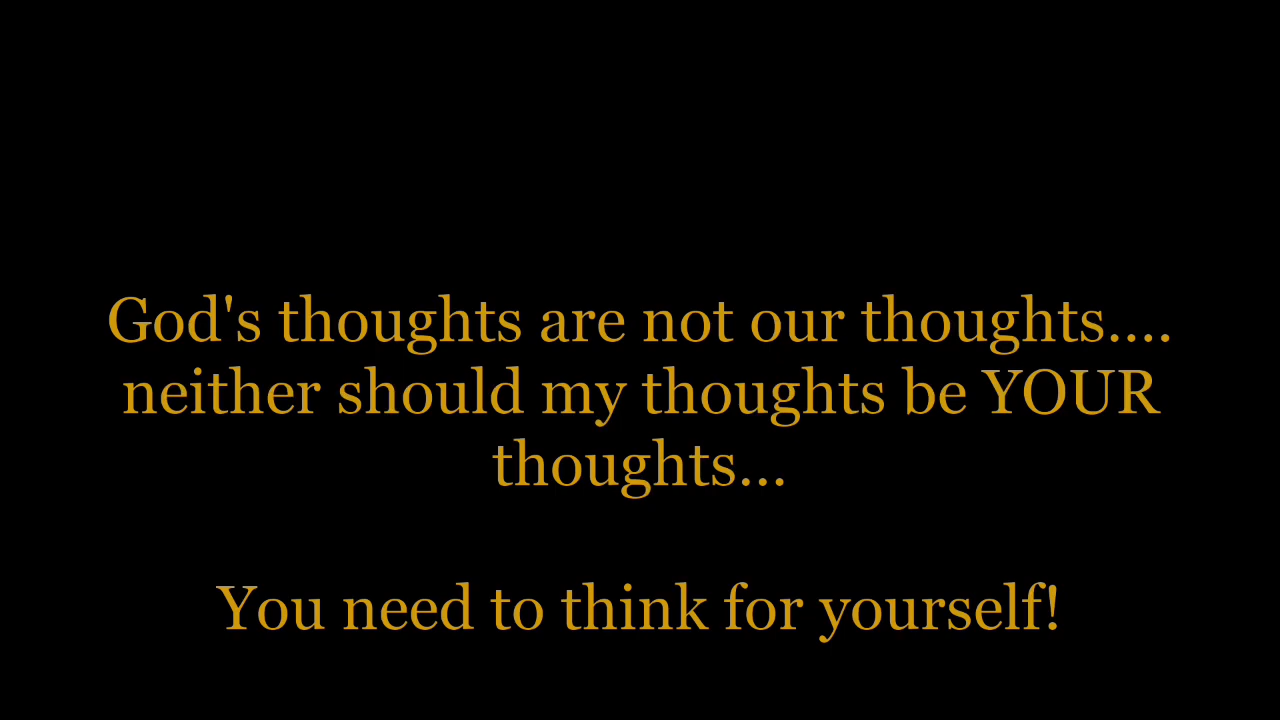 God's thoughts are not our thoughts....
neither should my thoughts be YOUR
thoughts...
You need to think for yourself!